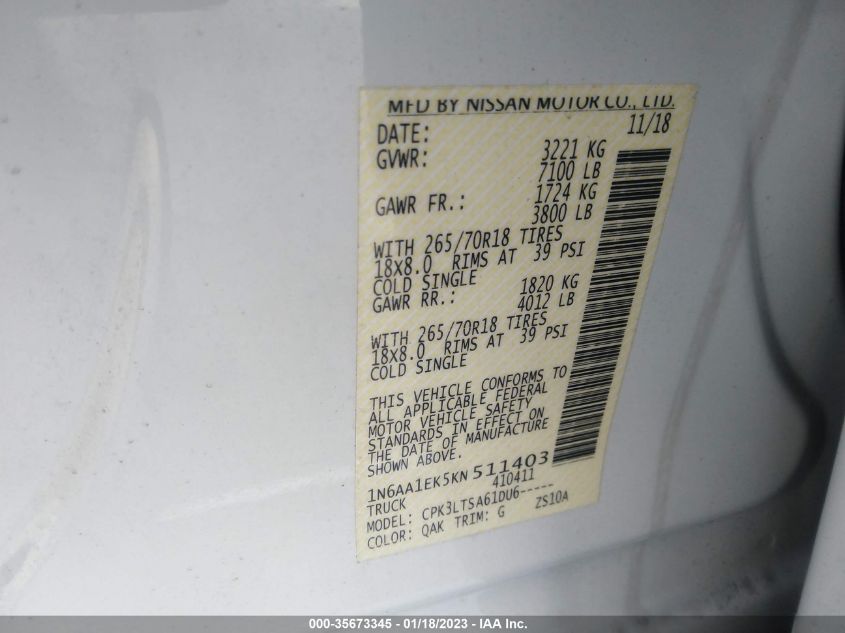 MFD BY NISSAN MOTOR CO., LTD.
DATE: 11/18
GVWR: 3221 KG
7100 LB
GAWR FR.: 1724 KG
3800 LB
WITH 265/70R18 TIRES
18X8.0 RIMS AT 39 PSI
COLD SINGLE
GAWR RR.: 1820 KG
4012 LB
WITH 265/70R18 TIRES
18X8.0 RIMS AT 39 PSI
COLD SINGLE
THIS VEHICLE CONFORMS TO
ALL APPLICABLE FEDERAL
MOTOR VEHICLE SAFETY
STANDARDS IN EFFECT ON
THE DATE OF MANUFACTURE
SHOWN ABOVE.
1N6AA1EK5KN511403
TRUCK 410411
MODEL: CPK3LTSA61DU6-----
COLOR: QAK TRIM: G ZS10A
000-35673345 - 01/18/2023 - IAA Inc.